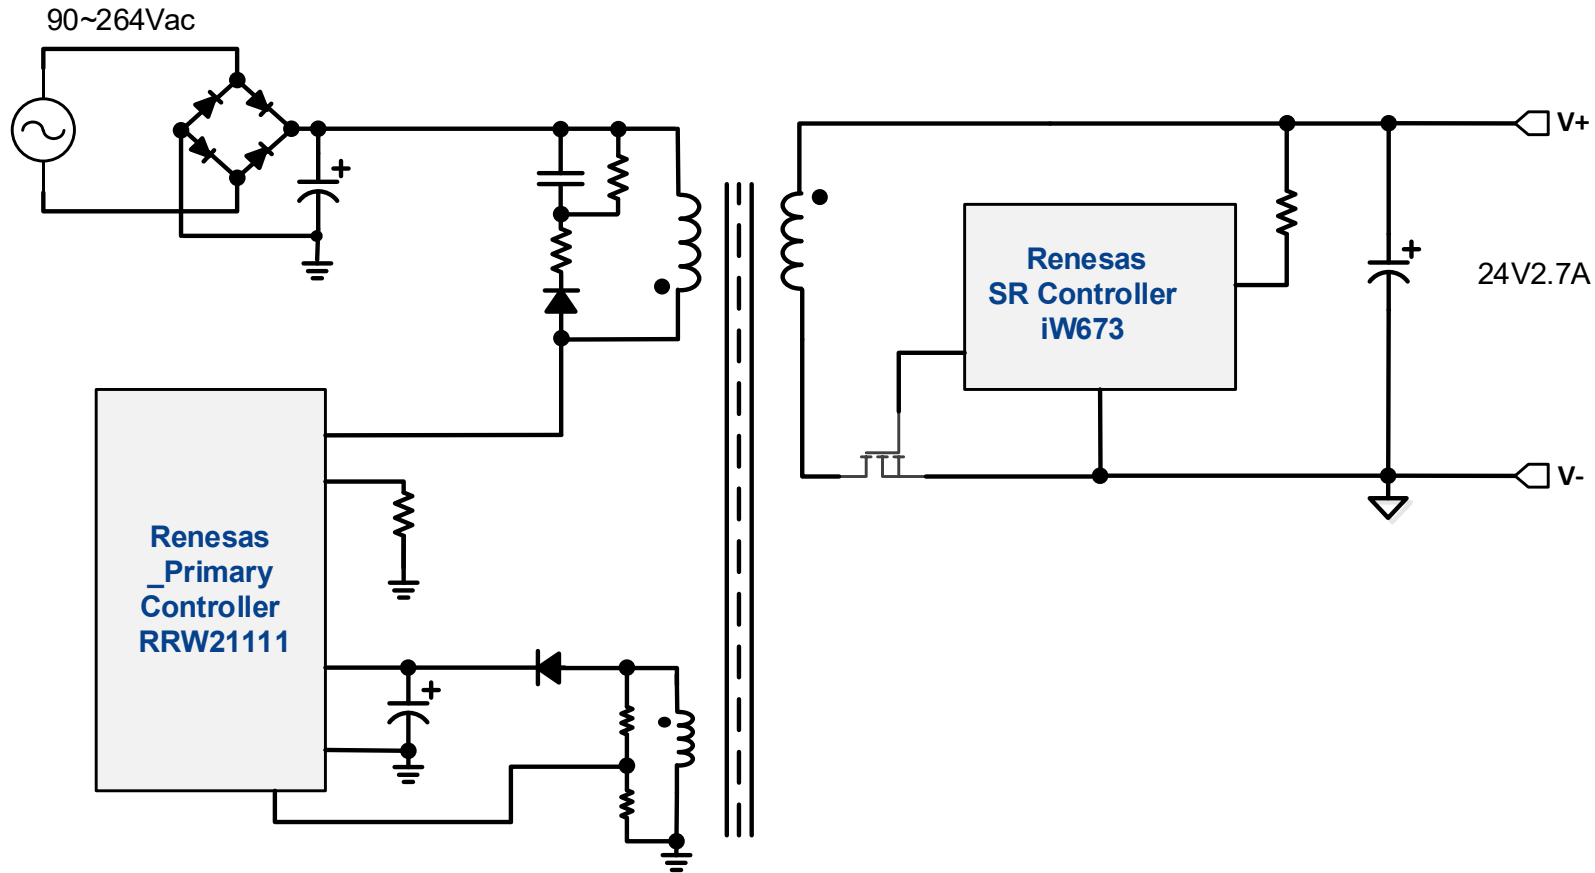 90~264Vac
V+
Renesas
SR Controller
iW673
24V2.7A
V-
Renesas
_Primary
Controller
RRW21111